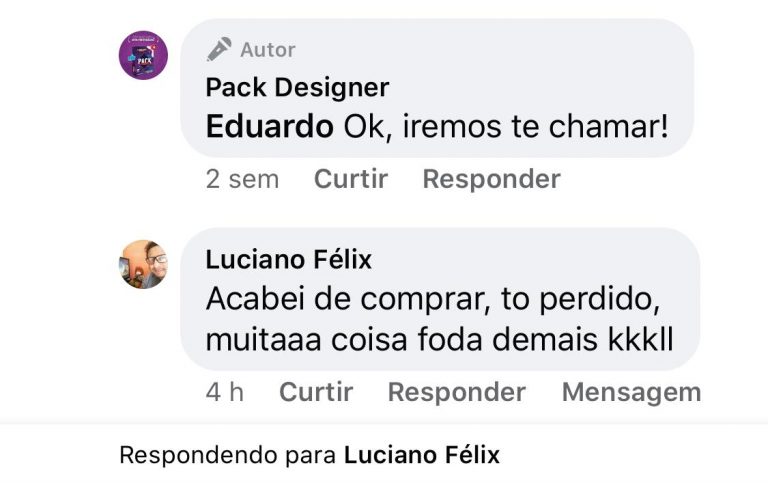 Autor
Pack Designer
Eduardo Ok, iremos te chamar!
2 sem Curtir Responder
Luciano Félix
Acabei de comprar, to perdido,
muitaaa coisa foda demais kkkll
4 h Curtir Responder Mensagem
Respondendo para Luciano Félix